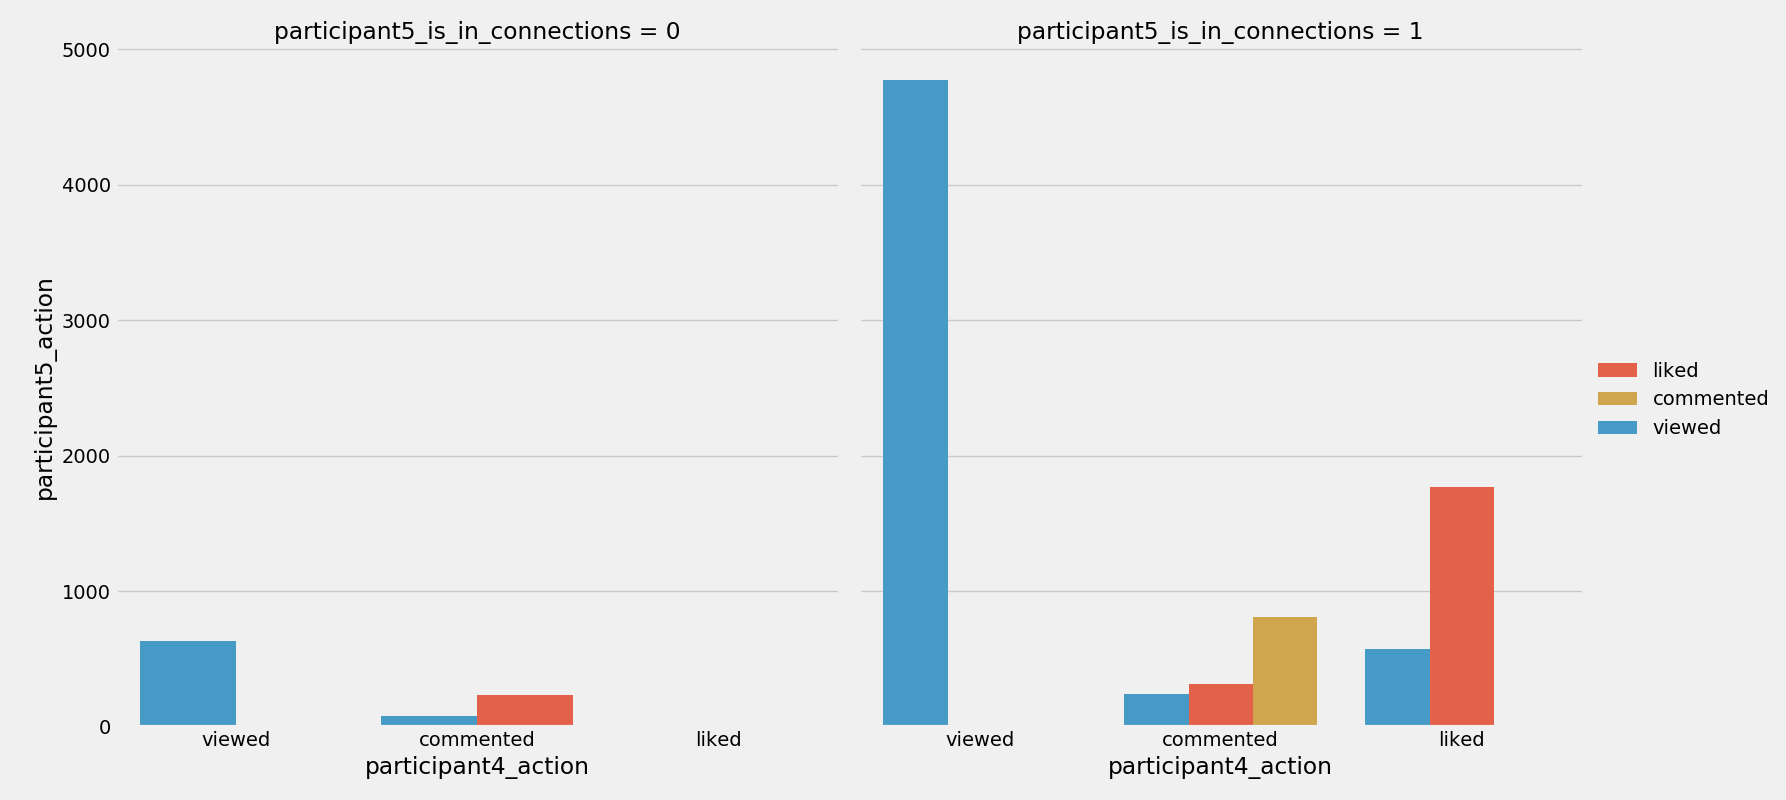 participant5_is_in_connections = 0
participant5_is_in_connections = 1
participant5_action
5000
4000
3000
2000
1000
0
viewed commented liked
viewed commented liked
participant4_action
participant4_action
liked
commented
viewed